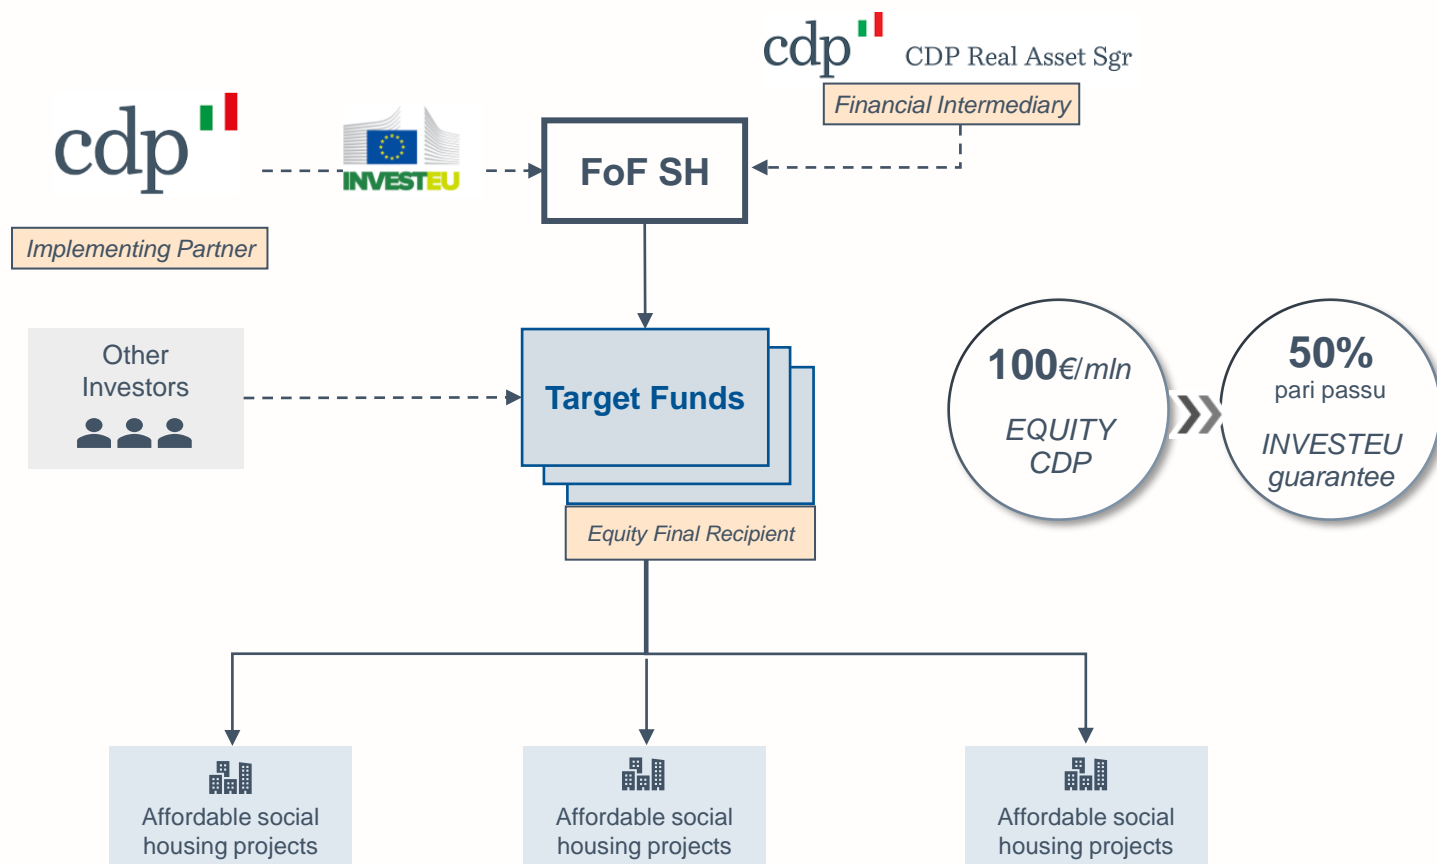 cdp
CDP Real Asset Sgr
Financial Intermediary
cdp
INVESTEU
FoF SH
Implementing Partner
Other
Investors
Target Funds
Equity Final Recipient
100€/mln
EQUITY
CDP
50%
pari passu
INVESTEU
guarantee
Affordable social
housing projects
Affordable social
housing projects
Affordable social
housing projects